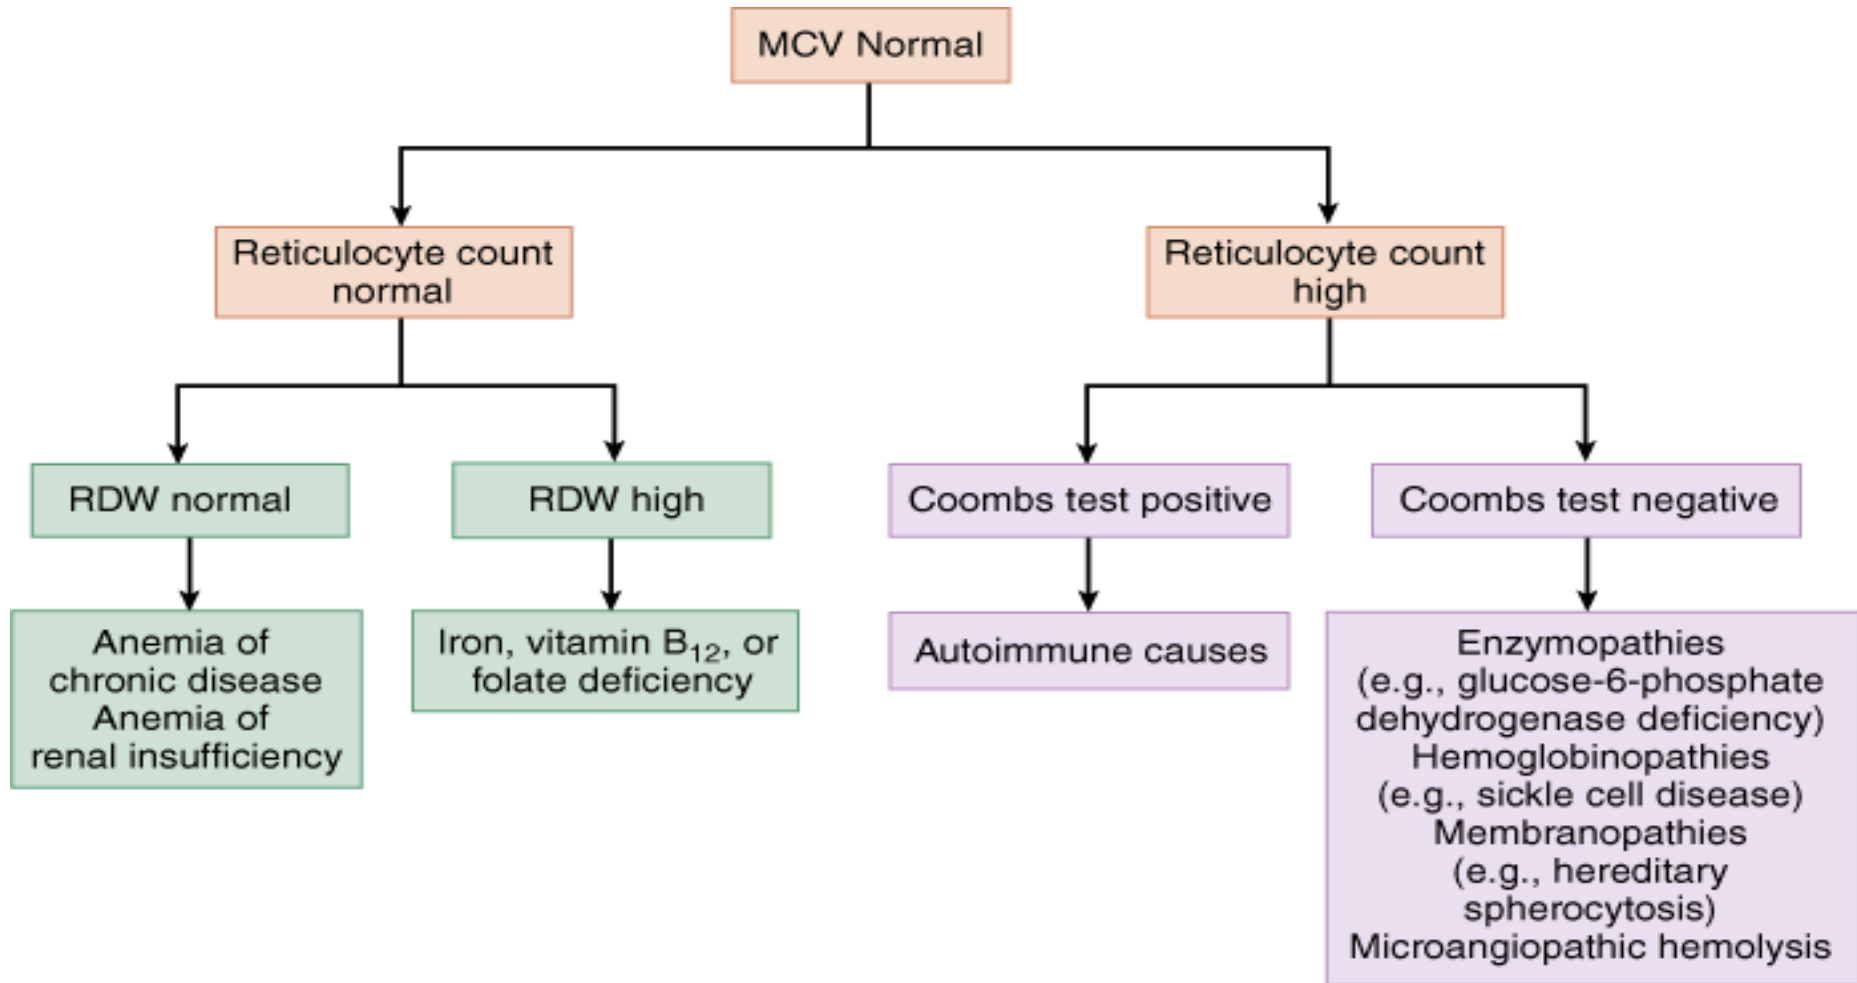 MCV Normal
Reticulocyte count
normal
Reticulocyte count
high
RDW normal
RDW high
Coombs test positive
Coombs test negative
Anemia of
chronic disease
Anemia of
renal insufficiency
Iron, vitamin B₁₂, or
folate deficiency
Autoimmune causes
Enzymopathies
(e.g., glucose-6-phosphate
dehydrogenase deficiency)
Hemoglobinopathies
(e.g., sickle cell disease)
Membranopathies
(e.g., hereditary
spherocytosis)
Microangiopathic hemolysis